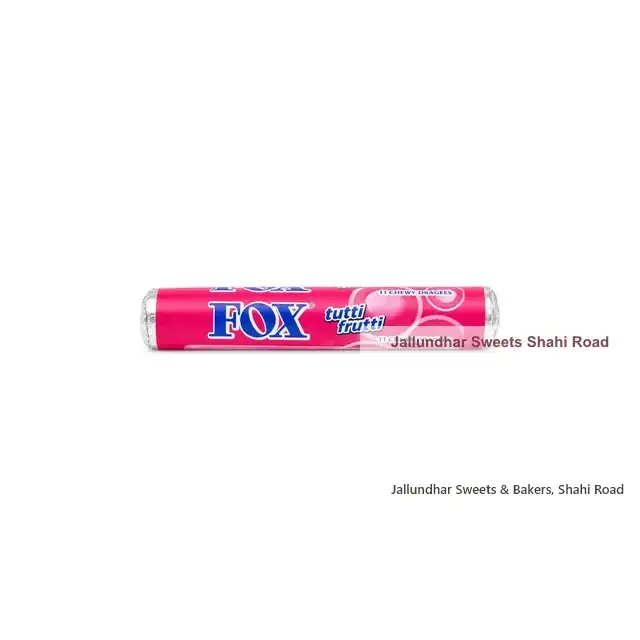 FOX
11 CHEWY DRAGEES
FOX
tutti
frutti
Jallundhar Sweets Shahi Road
Jallundhar Sweets & Bakers, Shahi Road